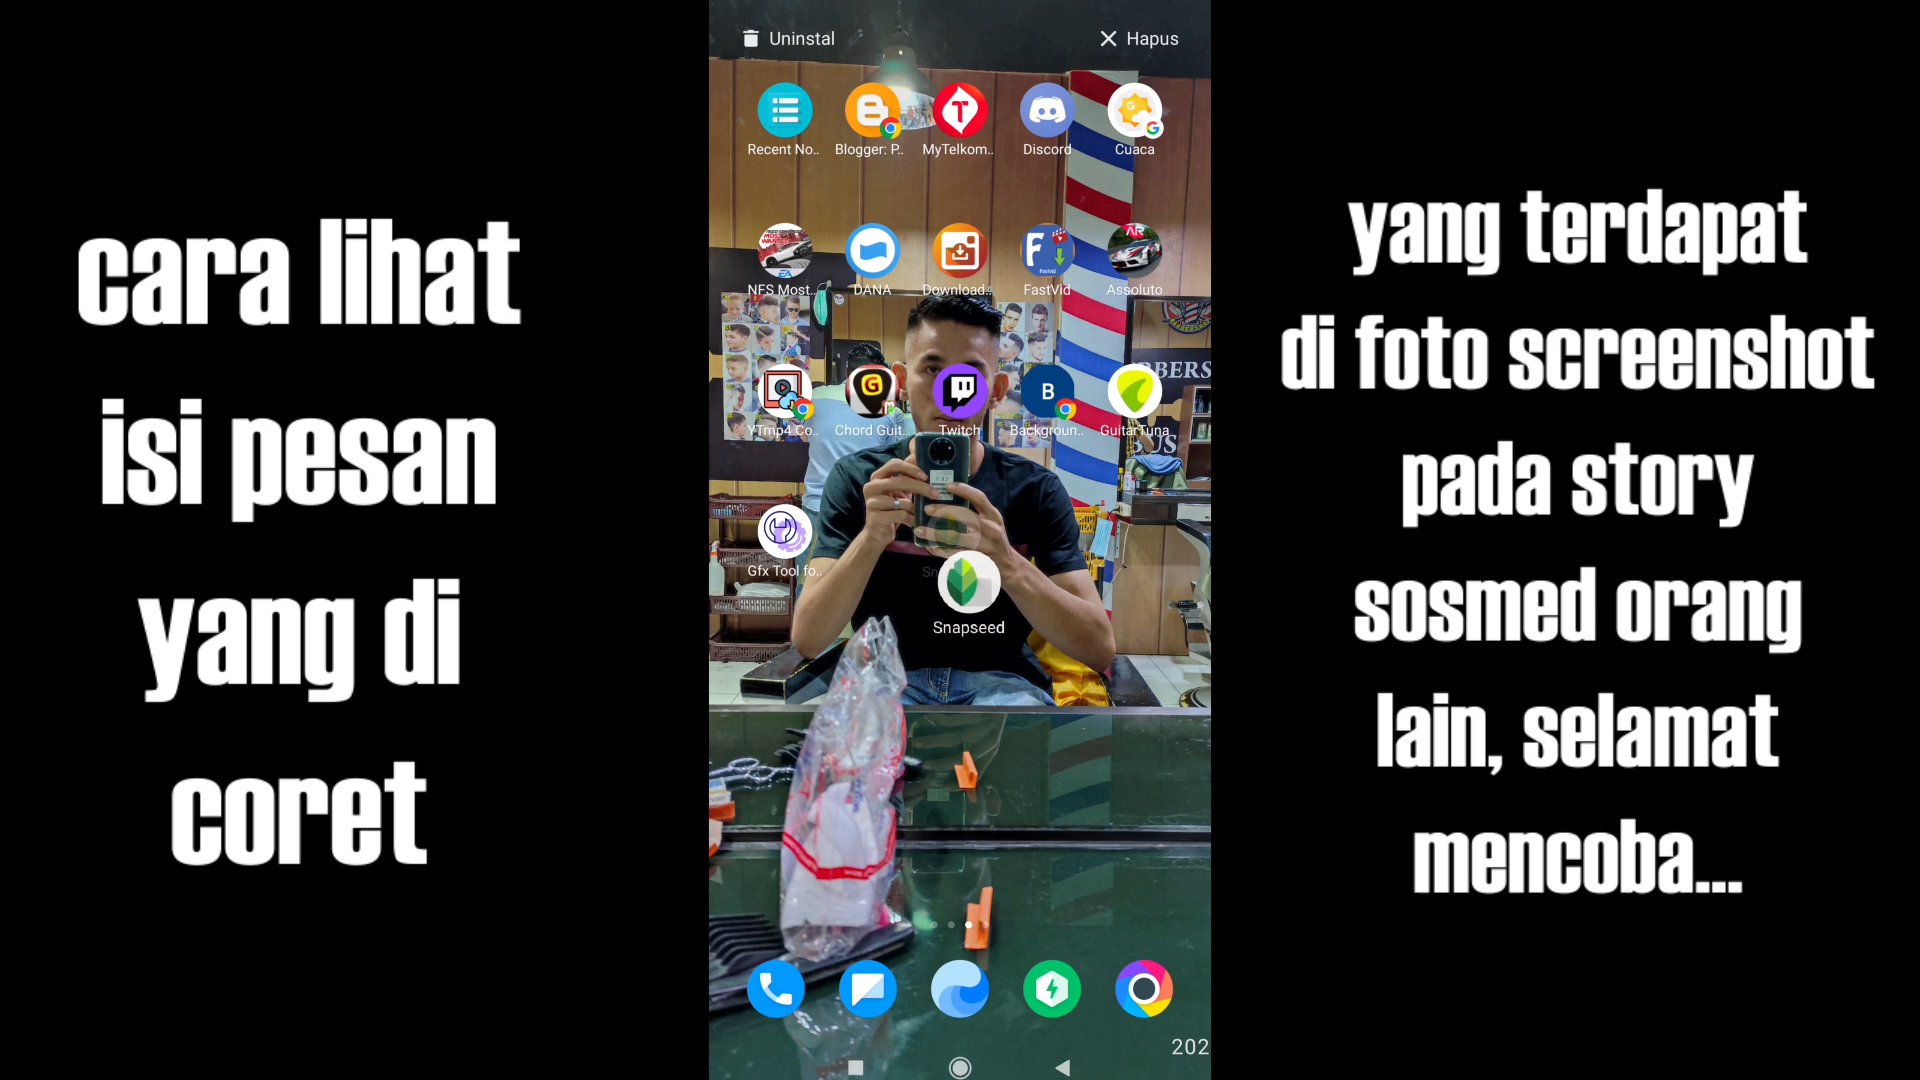 cara lihat
isi pesan
yang di
coret
Uninstal
Hapus
Recent No..
Blogger: P..
MyTelkom..
Discord
Cuaca
NFS Most..
DANA
Download..
FastVid
Assoluto
YTmp4 Co..
Chord Guit..
Twitch
Backgroun..
GuitarTuna
Gfx Tool fo..
Snapseed
202
yang terdapat
di foto screenshot
pada story
sosmed orang
lain, selamat
mencoba...